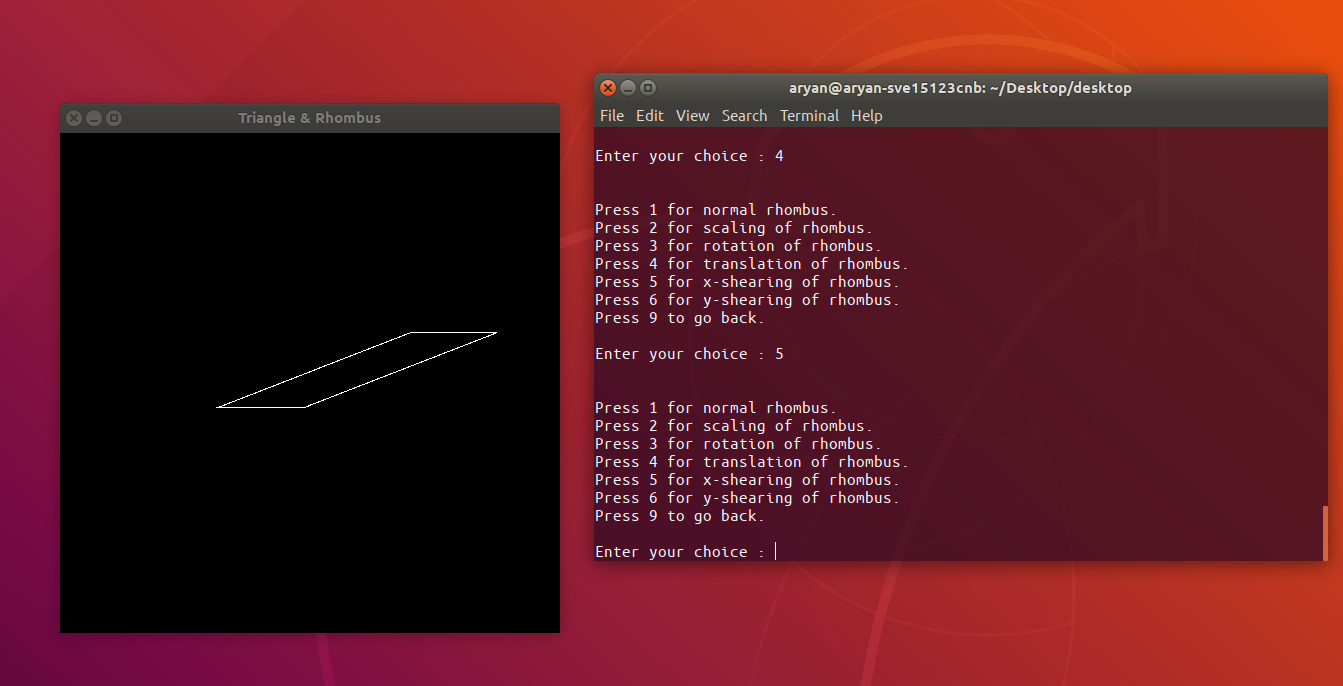 Triangle & Rhombus
aryan@aryan-sve15123cnb: ~/Desktop/desktop
File Edit View Search Terminal Help
Enter your choice : 4
Press 1 for normal rhombus.
Press 2 for scaling of rhombus.
Press 3 for rotation of rhombus.
Press 4 for translation of rhombus.
Press 5 for x-shearing of rhombus.
Press 6 for y-shearing of rhombus.
Press 9 to go back.
Enter your choice : 5
Press 1 for normal rhombus.
Press 2 for scaling of rhombus.
Press 3 for rotation of rhombus.
Press 4 for translation of rhombus.
Press 5 for x-shearing of rhombus.
Press 6 for y-shearing of rhombus.
Press 9 to go back.
Enter your choice :